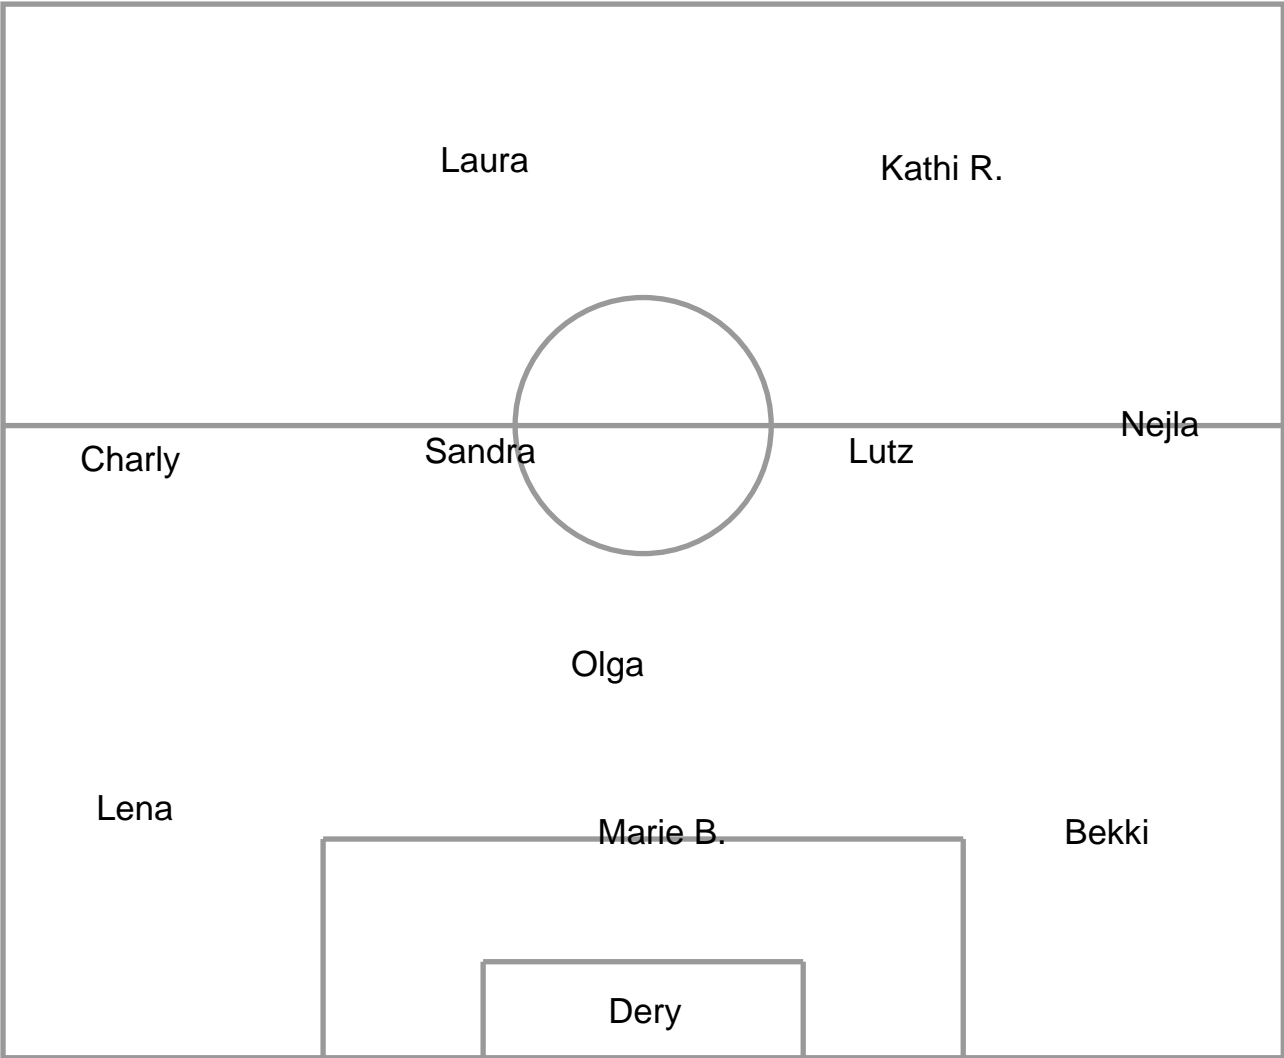 Laura
Kathi R.
Nejla
Charly
Sandra
Lutz
Olga
Lena
Marie B.
Bekki
Dery